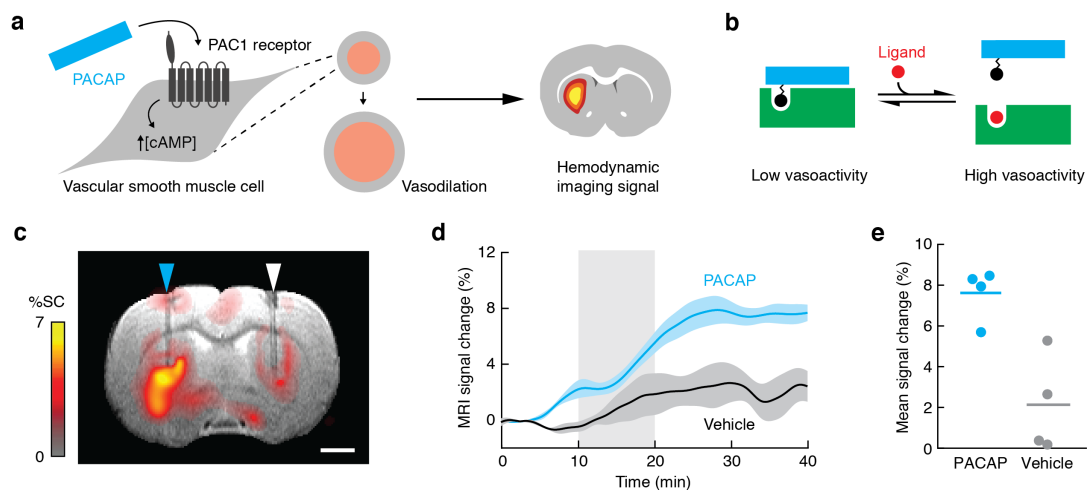 a
PACAP
PAC1 receptor
↑[cAMP]
Vascular smooth muscle cell
Vasodilation
Hemodynamic
imaging signal
b
Ligand
Low vasoactivity
High vasoactivity
c
%SC
7
0
d
MRI signal change (%)
12
8
4
0
PACAP
Vehicle
0
10
20
30
40
Time (min)
e
Mean signal change (%)
10
8
6
4
2
0
PACAP
Vehicle